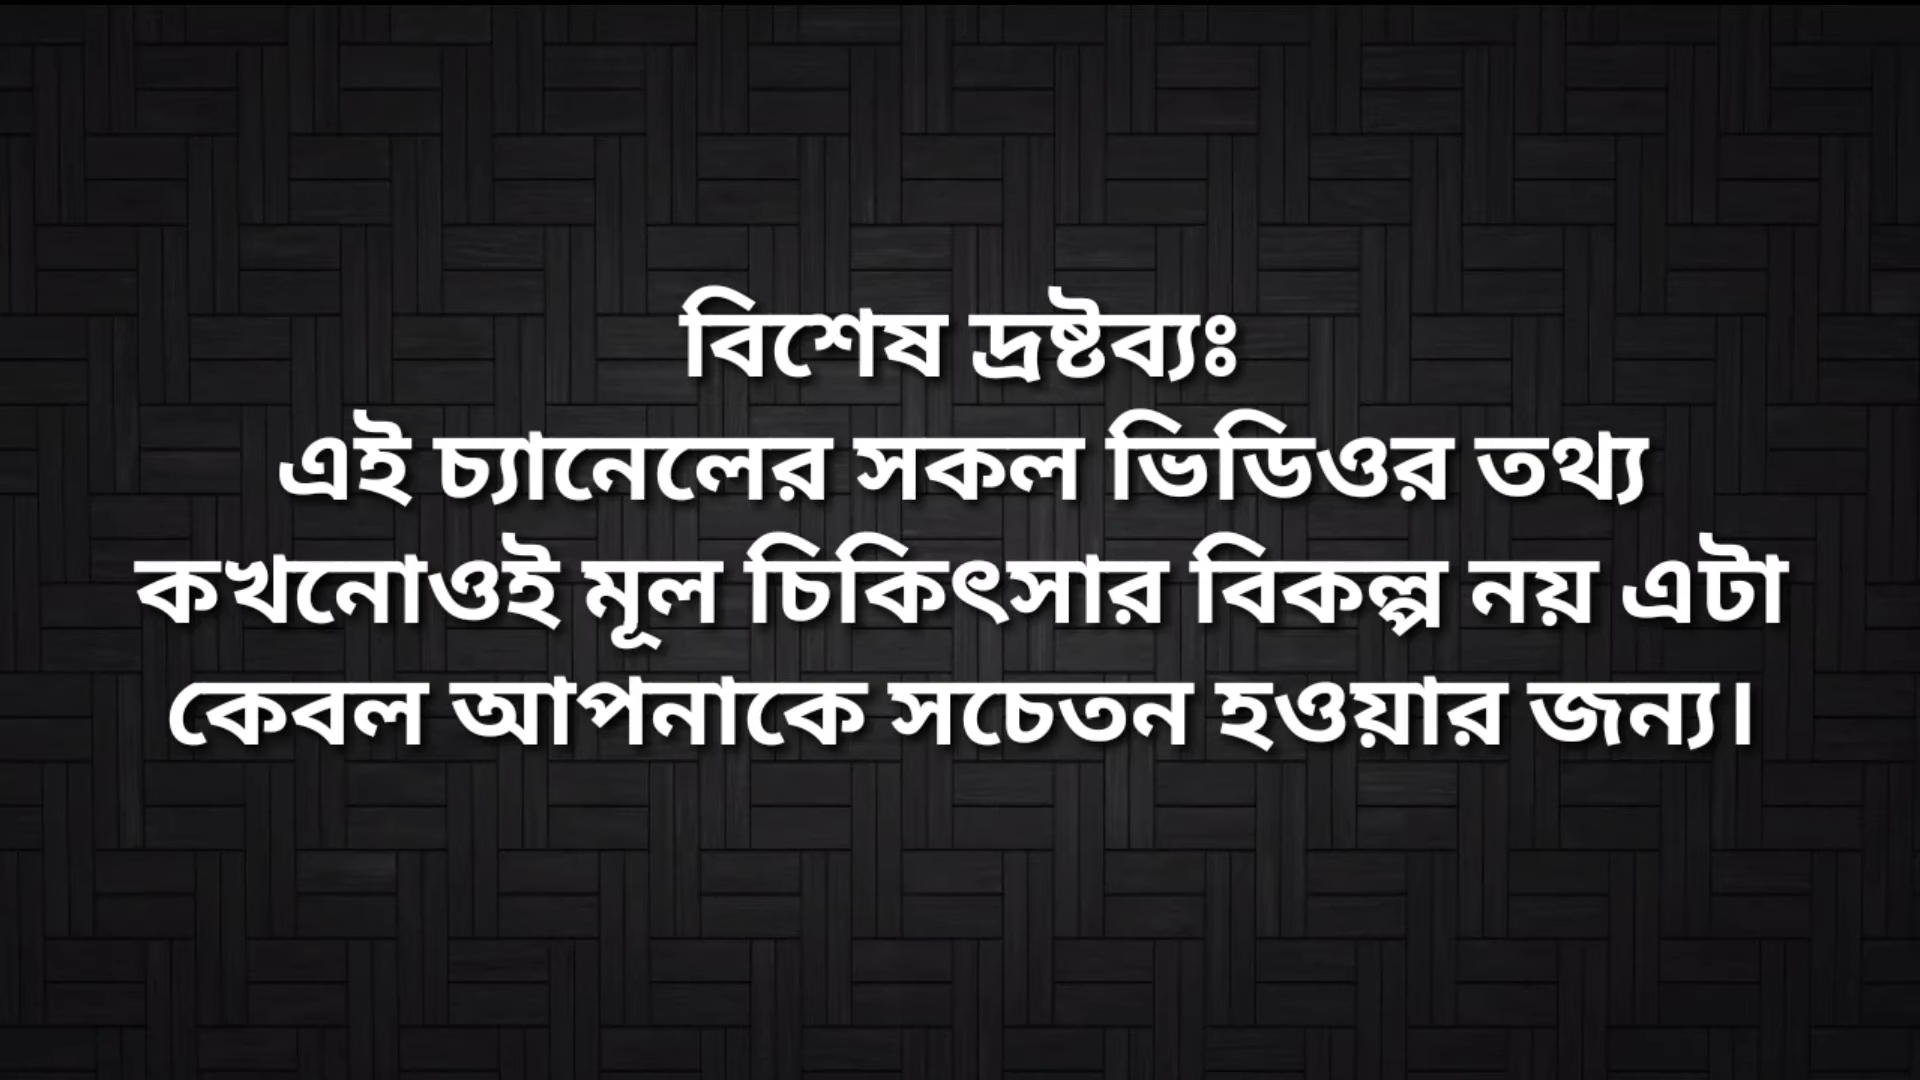 বিশেষ দ্রষ্টব্যঃ
এই চ্যানেলের সকল ভিডিওর তথ্য
কখনোওই মূল চিকিৎসার বিকল্প নয় এটা
কেবল আপনাকে সচেতন হওয়ার জন্য।